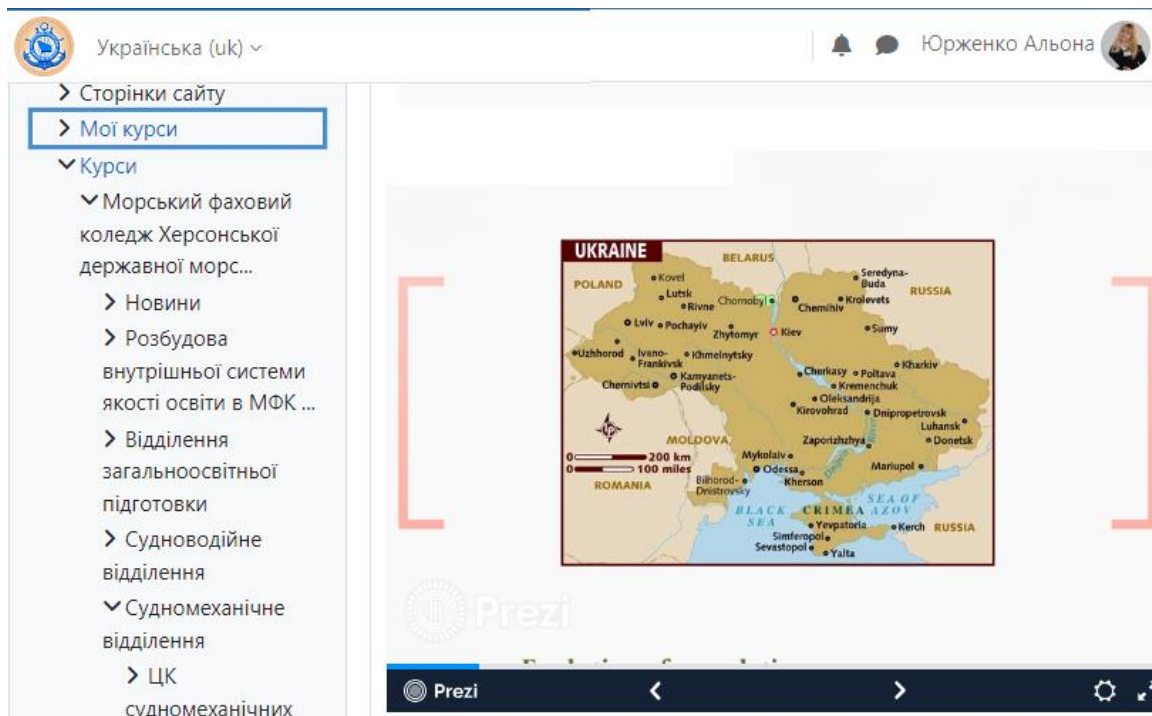 Українська (uk)
Юрженко Альона
Сторінки сайту
Мої курси
Курси
Морський фаховий
коледж Херсонської
державної морс...
Новини
Розбудова
внутрішньої системи
якості освіти в МФК ...
Відділення
загальноосвітньої
підготовки
Судноводійне
відділення
Судномеханічне
відділення
ЦК
судномеханічних
UKRAINE
BELARUS
POLAND
Kovel
Seredyna-
Buda
RUSSIA
Lutsk
Rivne
Chornobyl
Chernihiv
Krolevets
Lviv
Pochayiv
Zhytomyr
Kiev
Sumy
Uzhhorod
Ivano-
Frankivsk
Khmelnytsky
Kharkiv
Cherkasy
Poltava
Chernivtsi
Kamyanets-
Podilsky
Kremenchuk
Oleksandrija
Kirovohrad
Dnipropetrovsk
Luhansk
Donetsk
MOLDOVA
Zaporizhzhya
River
Dnipro
0 200 km
0 100 miles
Mykolaiv
Odessa
Mariupol
ROMANIA
Bilhorod-
Dnistrovsky
Kherson
BLACK
SEA
CRIMEA
SEA OF
AZOV
Yevpatoria
Kerch
RUSSIA
Simferopol
Sevastopol
Yalta
Prezi
Prezi